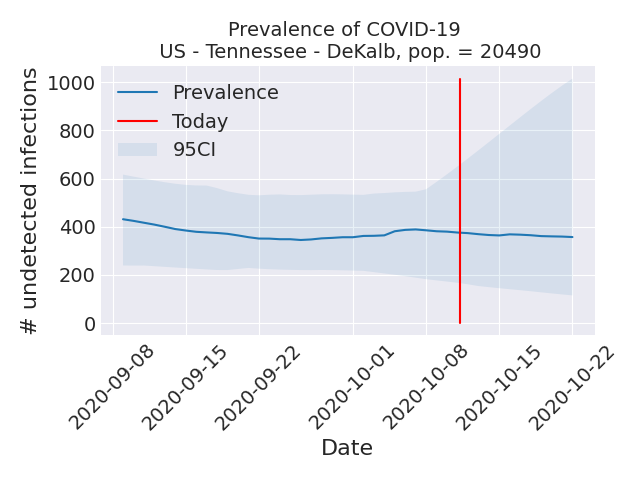 Prevalence of COVID-19
US - Tennessee - DeKalb, pop. = 20490
# undetected infections
1000
800
600
400
200
0
Prevalence
Today
95CI
2020-09-08
2020-09-15
2020-09-22
2020-10-01
2020-10-08
2020-10-15
2020-10-22
Date